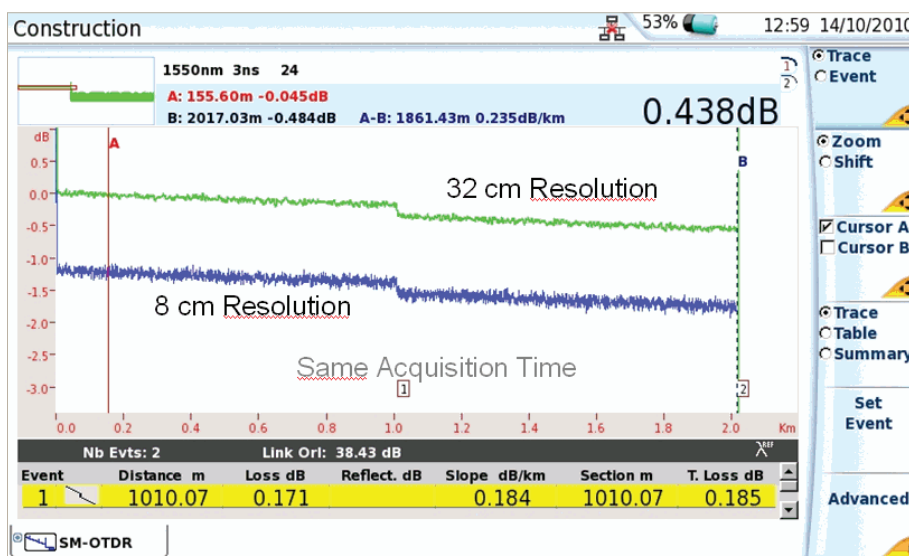 Construction
53%
12:59 14/10/2010
1550nm 3ns 24
A: 155.60m -0.045dB
B: 2017.03m -0.484dB A-B: 1861.43m 0.235dB/km
0.438dB
1
2
Trace
Event
dB
0.5
0.0
-0.5
-1.0
-1.5
-2.0
-2.5
-3.0
A
B
32 cm Resolution
8 cm Resolution
Same Acquisition Time
1
2
0.0 0.2 0.4 0.6 0.8 1.0 1.2 1.4 1.6 1.8 2.0 Km
Zoom
Shift
Cursor A
Cursor B
Trace
Table
Summary
Set
Event
Advanced
Nb Evts: 2 Link Orl: 38.43 dB REF
Event Distance m Loss dB Reflect. dB Slope dB/km Section m T. Loss dB
1 1010.07 0.171 0.184 1010.07 0.185
SM-OTDR